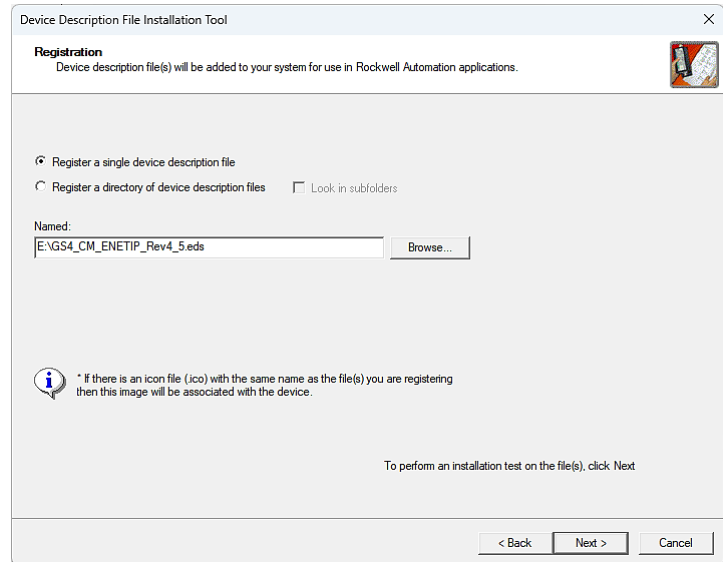 Device Description File Installation Tool
Registration
Device description file(s) will be added to your system for use in Rockwell Automation applications.
Register a single device description file
Register a directory of device description files Look in subfolders
Named:
E:\GS4_CM_ENETIP_Rev4_5.eds Browse...
* If there is an icon file (.ico) with the same name as the file(s) you are registering
then this image will be associated with the device.
To perform an installation test on the file(s), click Next
< Back Next > Cancel